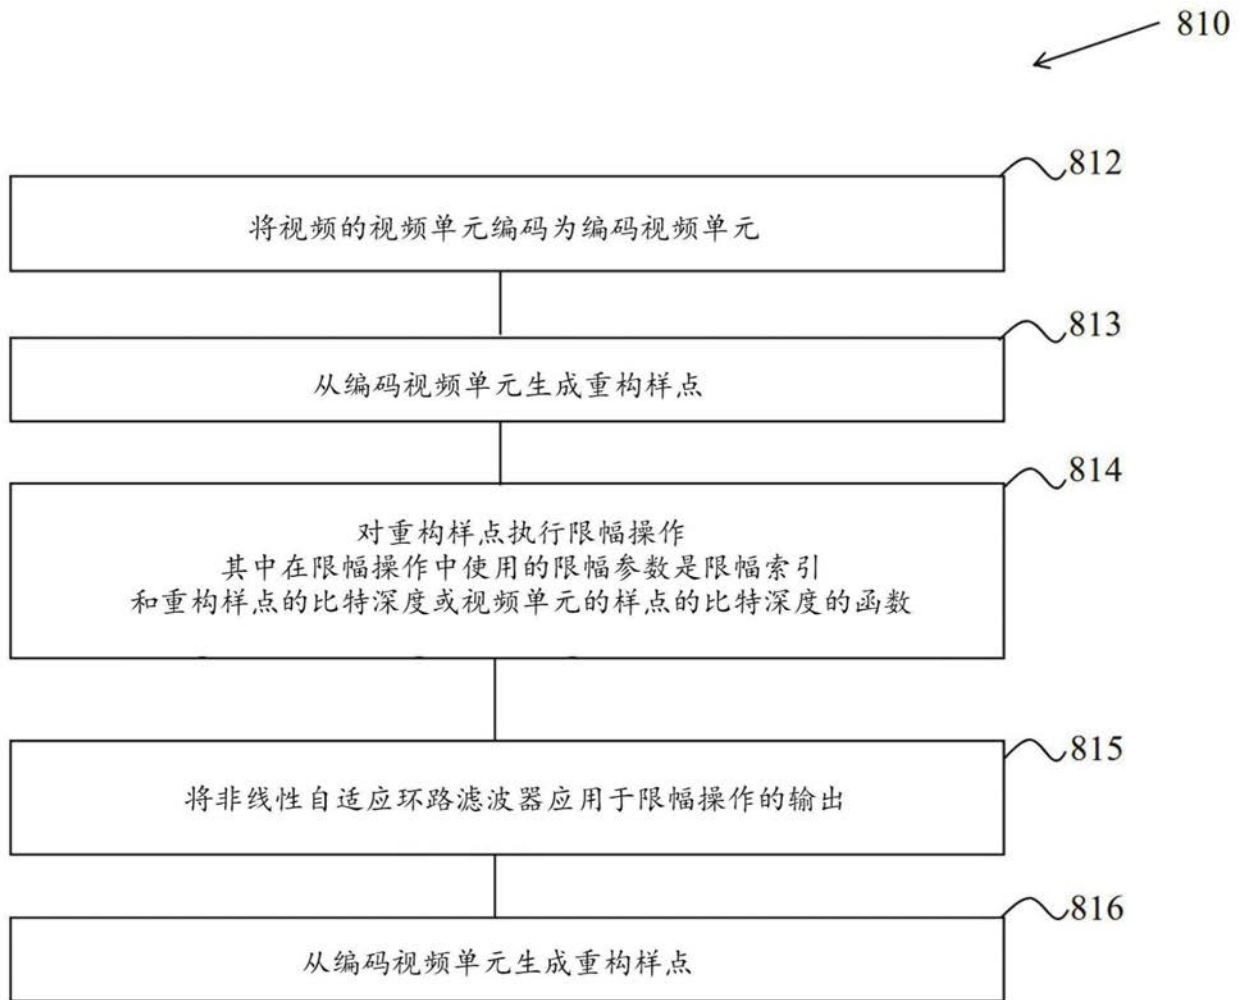 810
812
将视频的视频单元编码为编码视频单元
813
从编码视频单元生成重构样点
814
对重构样点执行限幅操作
其中在限幅操作中使用的限幅参数是限幅索引
和重构样点的比特深度或视频单元的样点的比特深度的函数
815
将非线性自适应环路滤波器应用于限幅操作的输出
816
从编码视频单元生成重构样点